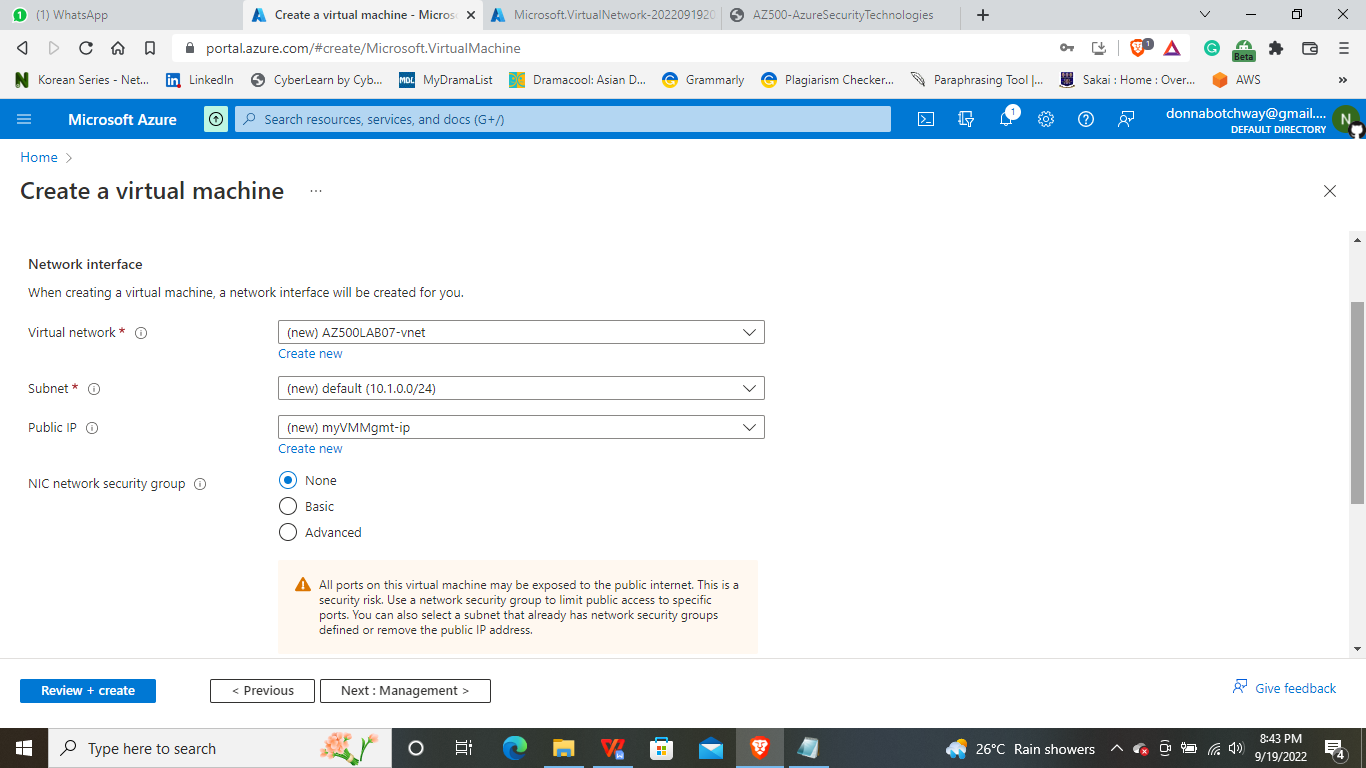 (1) WhatsApp
Create a virtual machine - Micros
Microsoft.VirtualNetwork-2022091920
AZ500-AzureSecurityTechnologies
portal.azure.com/#create/Microsoft.VirtualMachine
1
Beta
Korean Series - Net...
LinkedIn
CyberLearn by Cyb...
MDL MyDramaList
Dramacool: Asian D...
Grammarly
Plagiarism Checker...
Paraphrasing Tool |...
Sakai : Home : Over...
AWS
»
Microsoft Azure
Search resources, services, and docs (G+/)
1
donnabotchway@gmail....
DEFAULT DIRECTORY
N
Home >
Create a virtual machine ...
Network interface
When creating a virtual machine, a network interface will be created for you.
Virtual network *
(new) AZ500LAB07-vnet
Create new
Subnet *
(new) default (10.1.0.0/24)
Public IP
(new) myVMMgmt-ip
Create new
NIC network security group
None
Basic
Advanced
All ports on this virtual machine may be exposed to the public internet. This is a
security risk. Use a network security group to limit public access to specific
ports. You can also select a subnet that already has network security groups
defined or remove the public IP address.
Review + create
< Previous
Next : Management >
Give feedback
Type here to search
26°C Rain showers
8:43 PM
9/19/2022
4